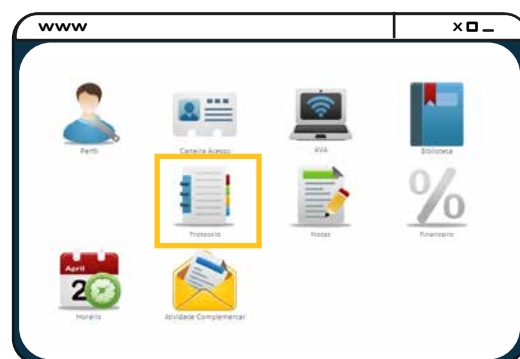 www
Perfil
Carteira Acesso
AVA
Biblioteca
Protocolo
Notas
Financeiro
April
2
Horário
Atividade Complementar